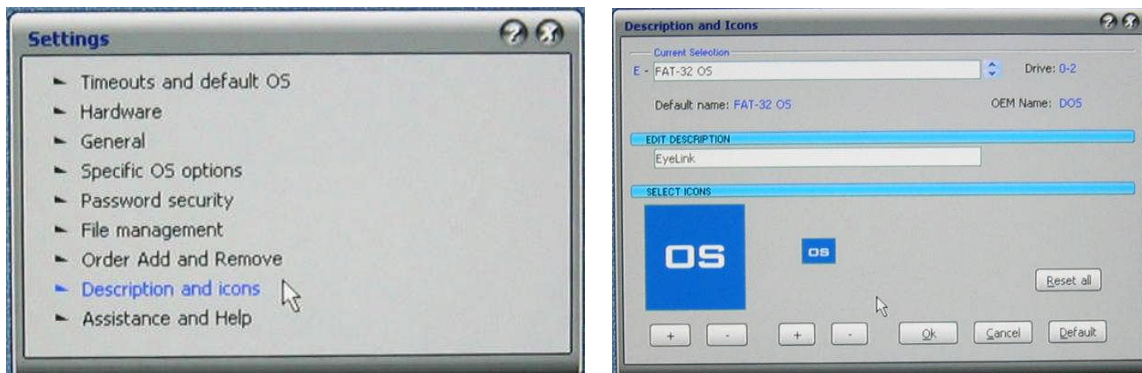 Settings
Timeouts and default OS
Hardware
General
Specific OS options
Password security
File management
Order Add and Remove
Description and icons
Assistance and Help
Description and Icons
Current Selection
E - FAT-32 OS Drive: 0-2
Default name: FAT-32 OS OEM Name: DOS
EDIT DESCRIPTION
EyeLink
SELECT ICONS
OS OS
Reset all
+ - + - Ok Cancel Default